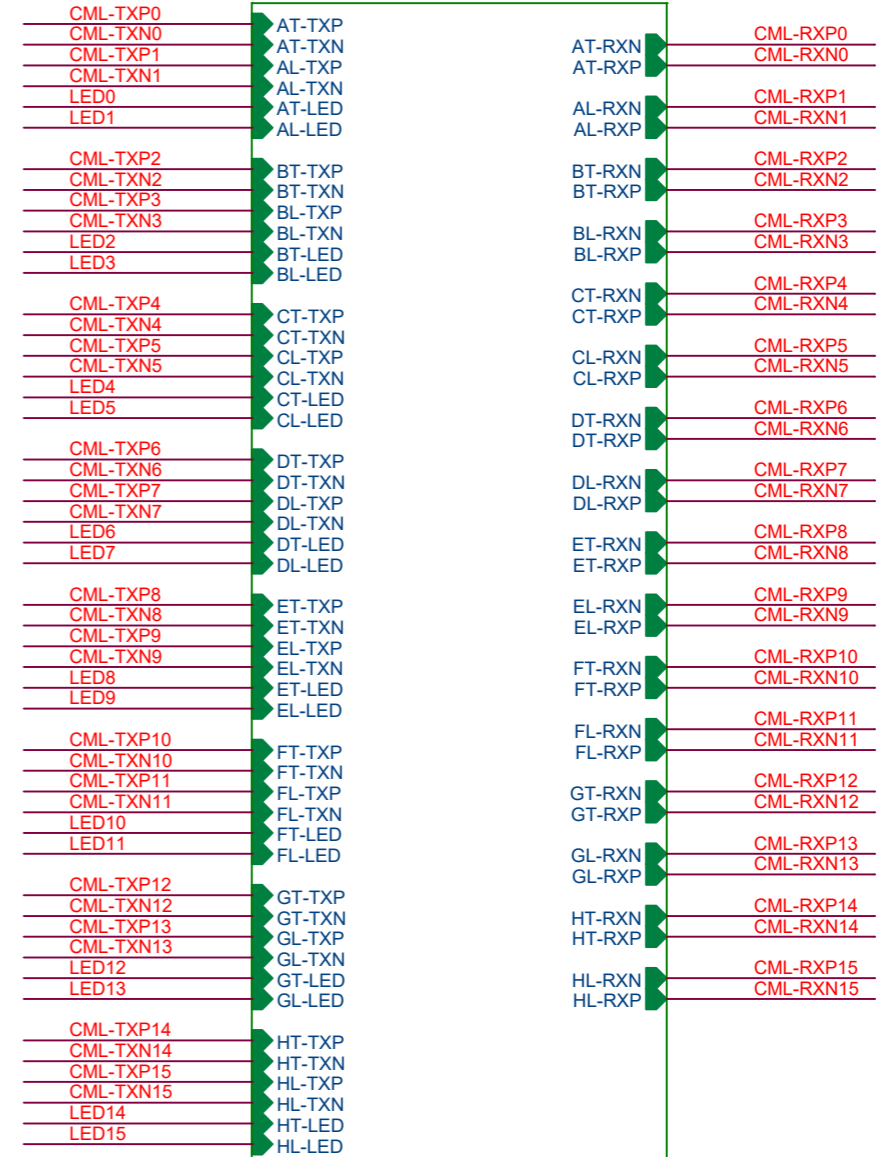 CML-TXP0
CML-TXN0
CML-TXP1
CML-TXN1
LED0
LED1
CML-TXP2
CML-TXN2
CML-TXP3
CML-TXN3
LED2
LED3
CML-TXP4
CML-TXN4
CML-TXP5
CML-TXN5
LED4
LED5
CML-TXP6
CML-TXN6
CML-TXP7
CML-TXN7
LED6
LED7
CML-TXP8
CML-TXN8
CML-TXP9
CML-TXN9
LED8
LED9
CML-TXP10
CML-TXN10
CML-TXP11
CML-TXN11
LED10
LED11
CML-TXP12
CML-TXN12
CML-TXP13
CML-TXN13
LED12
LED13
CML-TXP14
CML-TXN14
CML-TXP15
CML-TXN15
LED14
LED15
AT-TXP
AT-TXN
AL-TXP
AL-TXN
AT-LED
AL-LED
BT-TXP
BT-TXN
BL-TXP
BL-TXN
BT-LED
BL-LED
CT-TXP
CT-TXN
CL-TXP
CL-TXN
CT-LED
CL-LED
DT-TXP
DT-TXN
DL-TXP
DL-TXN
DT-LED
DL-LED
ET-TXP
ET-TXN
EL-TXP
EL-TXN
ET-LED
EL-LED
FT-TXP
FT-TXN
FL-TXP
FL-TXN
FT-LED
FL-LED
GT-TXP
GT-TXN
GL-TXP
GL-TXN
GT-LED
GL-LED
HT-TXP
HT-TXN
HL-TXP
HL-TXN
HT-LED
HL-LED
AT-RXN
AT-RXP
AL-RXN
AL-RXP
BT-RXN
BT-RXP
BL-RXN
BL-RXP
CT-RXN
CT-RXP
CL-RXN
CL-RXP
DT-RXN
DT-RXP
DL-RXN
DL-RXP
ET-RXN
ET-RXP
EL-RXN
EL-RXP
FT-RXN
FT-RXP
FL-RXN
FL-RXP
GT-RXN
GT-RXP
GL-RXN
GL-RXP
HT-RXN
HT-RXP
HL-RXN
HL-RXP
CML-RXP0
CML-RXN0
CML-RXP1
CML-RXN1
CML-RXP2
CML-RXN2
CML-RXP3
CML-RXN3
CML-RXP4
CML-RXN4
CML-RXP5
CML-RXN5
CML-RXP6
CML-RXN6
CML-RXP7
CML-RXN7
CML-RXP8
CML-RXN8
CML-RXP9
CML-RXN9
CML-RXP10
CML-RXN10
CML-RXP11
CML-RXN11
CML-RXP12
CML-RXN12
CML-RXP13
CML-RXN13
CML-RXP14
CML-RXN14
CML-RXP15
CML-RXN15